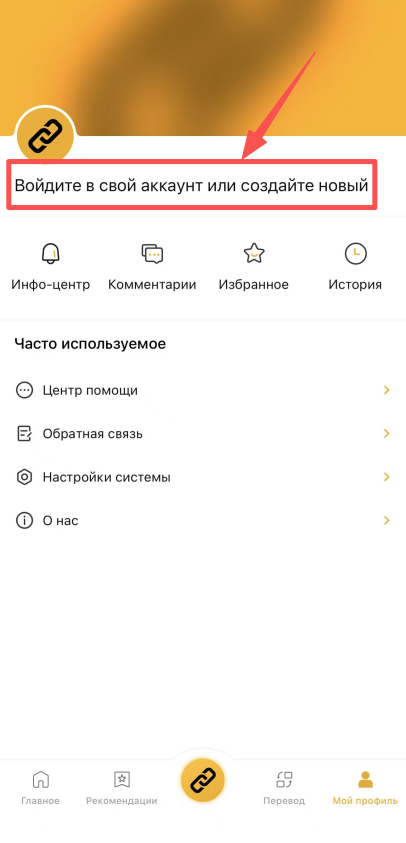 Войдите в свой аккаунт или создайте новый
Инфо-центр Комментарии Избранное История
Часто используемое
Центр помощи
Обратная связь
Настройки системы
О нас
Главное Рекомендации Перевод Мой профиль